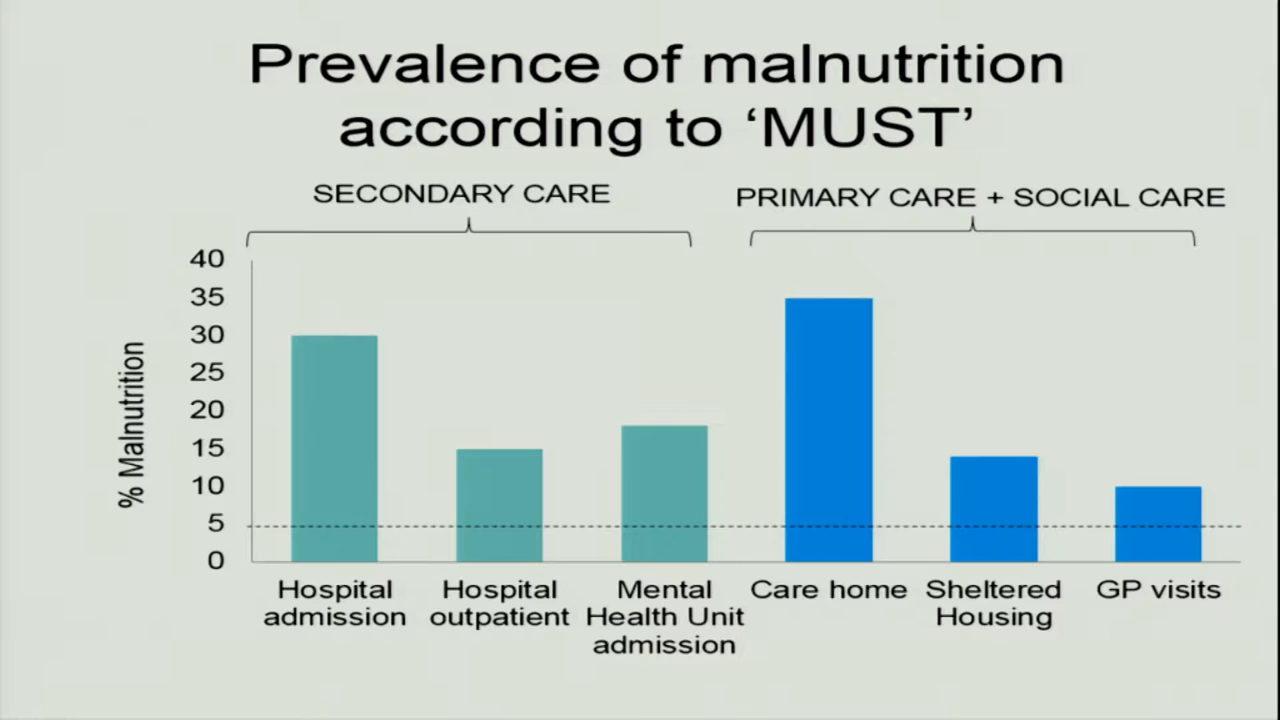 Prevalence of malnutrition
according to ‘MUST’
SECONDARY CARE
PRIMARY CARE + SOCIAL CARE
% Malnutrition
40
35
30
25
20
15
10
5
0
Hospital
admission
Hospital
outpatient
Mental
Health Unit
admission
Care home
Sheltered
Housing
GP visits